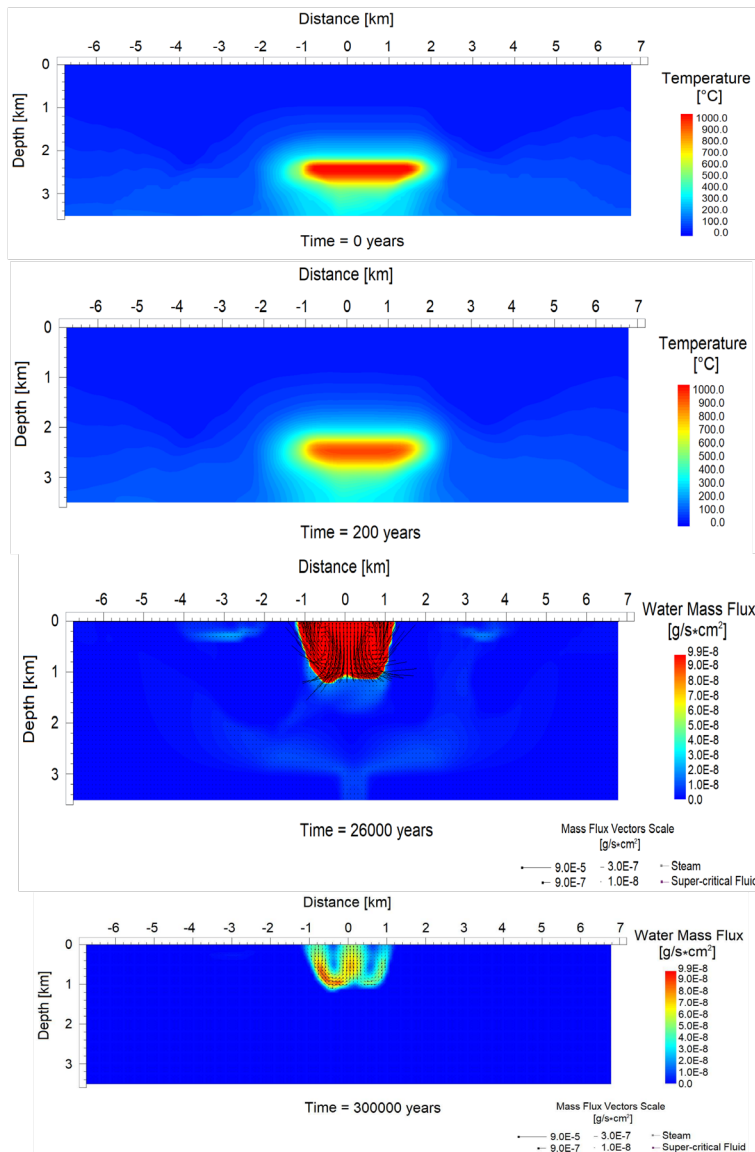 Distance [km]
-6 -5 -4 -3 -2 -1 0 1 2 3 4 5 6 7
0
1
2
3
Depth [km]
Temperature
[°C]
1000.0
900.0
800.0
700.0
600.0
500.0
400.0
300.0
200.0
100.0
0.0
Time = 0 years
Distance [km]
-6 -5 -4 -3 -2 -1 0 1 2 3 4 5 6 7
0
1
2
3
Depth [km]
Temperature
[°C]
1000.0
900.0
800.0
700.0
600.0
500.0
400.0
300.0
200.0
100.0
0.0
Time = 200 years
Distance [km]
-6 -5 -4 -3 -2 -1 0 1 2 3 4 5 6 7
0
1
2
3
Depth [km]
Water Mass Flux
[g/s*cm²]
9.9E-8
9.0E-8
8.0E-8
7.0E-8
6.0E-8
5.0E-8
4.0E-8
3.0E-8
2.0E-8
1.0E-8
0.0
Time = 26000 years
Mass Flux Vectors Scale
[g/s*cm²]
9.0E-5 3.0E-7 Steam
9.0E-7 1.0E-8 Super-critical Fluid
Distance [km]
-6 -5 -4 -3 -2 -1 0 1 2 3 4 5 6 7
0
1
2
3
Depth [km]
Water Mass Flux
[g/s*cm²]
9.9E-8
9.0E-8
8.0E-8
7.0E-8
6.0E-8
5.0E-8
4.0E-8
3.0E-8
2.0E-8
1.0E-8
0.0
Time = 300000 years
Mass Flux Vectors Scale
[g/s*cm²]
9.0E-5 3.0E-7 Steam
9.0E-7 1.0E-8 Super-critical Fluid